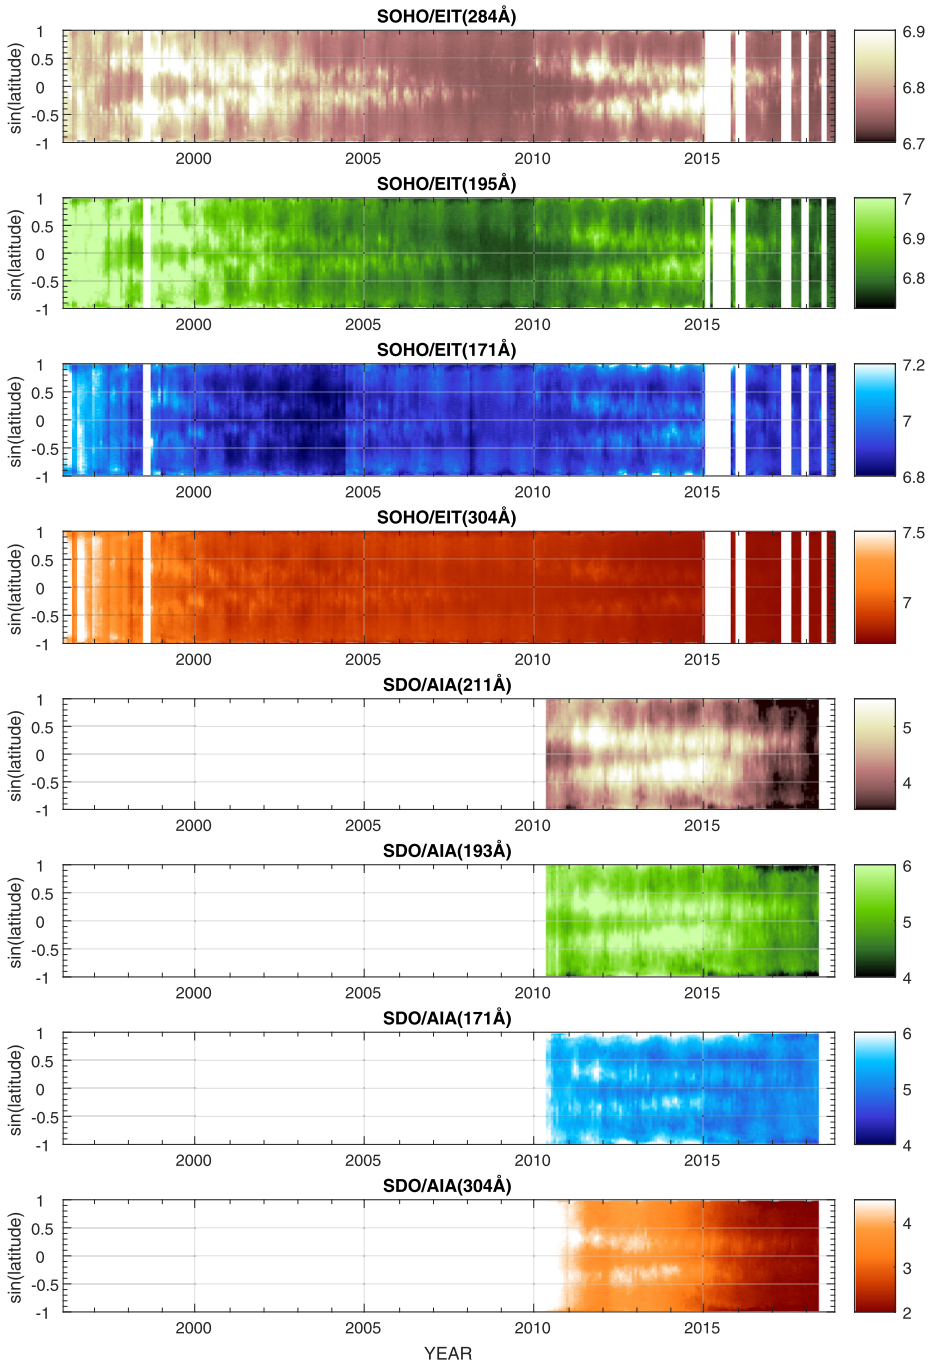 SOHO/EIT(284Å)
1
0.5
0
-0.5
-1
sin(latitude)
2000 2005 2010 2015
6.9
6.8
6.7
SOHO/EIT(195Å)
1
0.5
0
-0.5
-1
sin(latitude)
2000 2005 2010 2015
7
6.9
6.8
SOHO/EIT(171Å)
1
0.5
0
-0.5
-1
sin(latitude)
2000 2005 2010 2015
7.2
7
6.8
SOHO/EIT(304Å)
1
0.5
0
-0.5
-1
sin(latitude)
2000 2005 2010 2015
7.5
7
SDO/AIA(211Å)
1
0.5
0
-0.5
-1
sin(latitude)
2000 2005 2010 2015
5
4
SDO/AIA(193Å)
1
0.5
0
-0.5
-1
sin(latitude)
2000 2005 2010 2015
6
5
4
SDO/AIA(171Å)
1
0.5
0
-0.5
-1
sin(latitude)
2000 2005 2010 2015
6
5
4
SDO/AIA(304Å)
1
0.5
0
-0.5
-1
sin(latitude)
2000 2005 2010 2015
4
3
2
YEAR